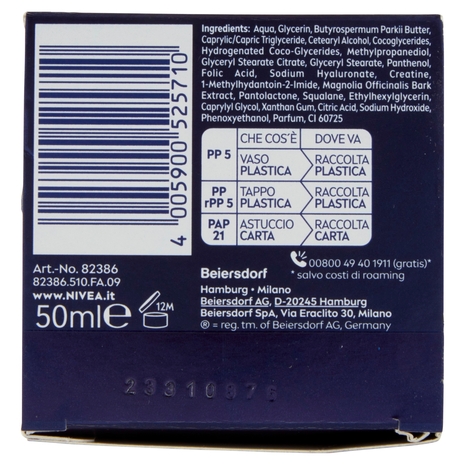 Ingredients: Aqua, Glycerin, Butyrospermum Parkii Butter,
Caprylic/Capric Triglyceride, Cetearyl Alcohol, Cocoglycerides,
Hydrogenated Coco-Glycerides, Methylpropanediol,
Glyceryl Stearate Citrate, Glyceryl Stearate, Panthenol,
Folic Acid, Sodium Hyaluronate, Creatine,
1-Methylhydantoin-2-Imide, Magnolia Officinalis Bark
Extract, Pantolactone, Squalane, Ethylhexylglycerin,
Caprylyl Glycol, Xanthan Gum, Citric Acid, Sodium Hydroxide,
Phenoxyethanol, Parfum, CI 60725
4 005900 525710
CHE COS'È DOVE VA
PP 5 VASO PLASTICA RACCOLTA PLASTICA
PP rPP 5 TAPPO PLASTICA RACCOLTA PLASTICA
PAP 21 ASTUCCIO CARTA RACCOLTA CARTA
00800 49 40 1911 (gratis)*
* salvo costi di roaming
Art.-No. 82386
82386.510.FA.09
www.NIVEA.it
50ml e 12M
Beiersdorf
Hamburg • Milano
Beiersdorf AG, D-20245 Hamburg
Beiersdorf SpA, Via Eraclito 30, Milano
® = reg. tm. of Beiersdorf AG, Germany